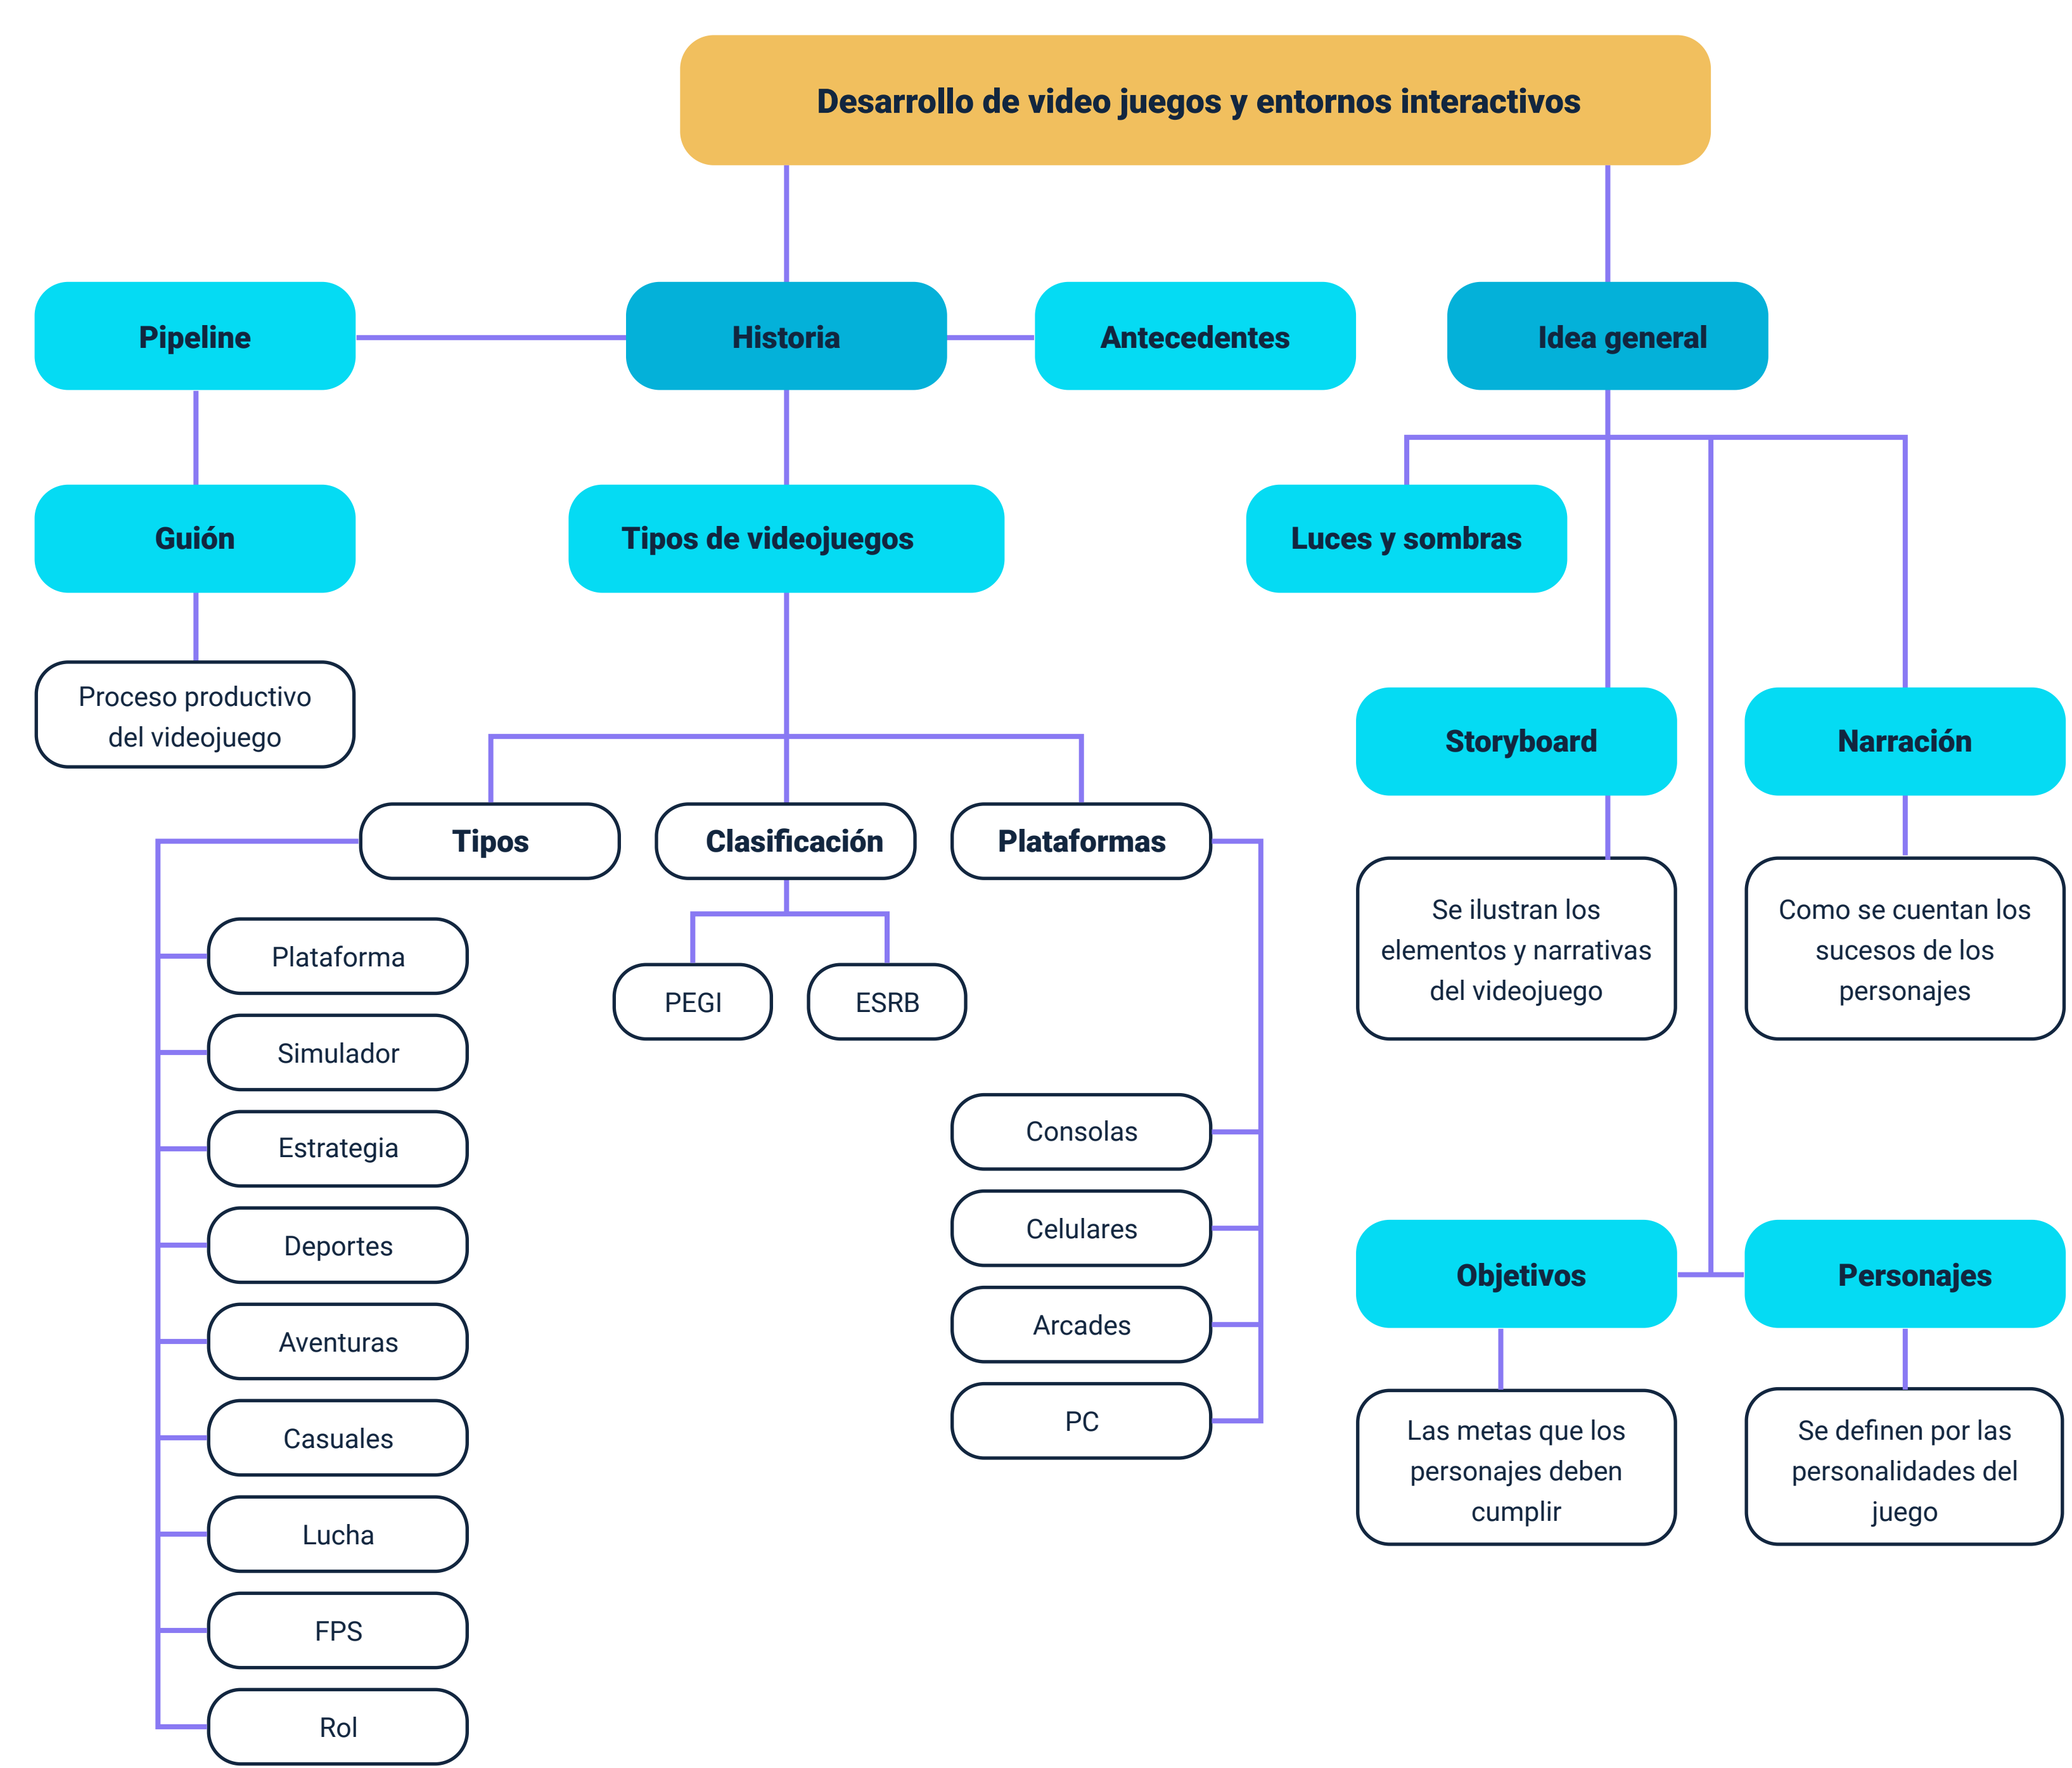 Desarrollo de video juegos y entornos interactivos
Pipeline
Historia
Antecedentes
Idea general
Guión
Tipos de videojuegos
Luces y sombras
Proceso productivo
del videojuego
Storyboard
Narración
Tipos
Clasificación
Plataformas
Se ilustran los
elementos y narrativas
del videojuego
Como se cuentan los
sucesos de los
personajes
Plataforma
Simulador
Estrategia
Deportes
Aventuras
Casuales
Lucha
FPS
Rol
PEGI
ESRB
Consolas
Celulares
Arcades
PC
Objetivos
Personajes
Las metas que los
personajes deben
cumplir
Se definen por las
personalidades del
juego